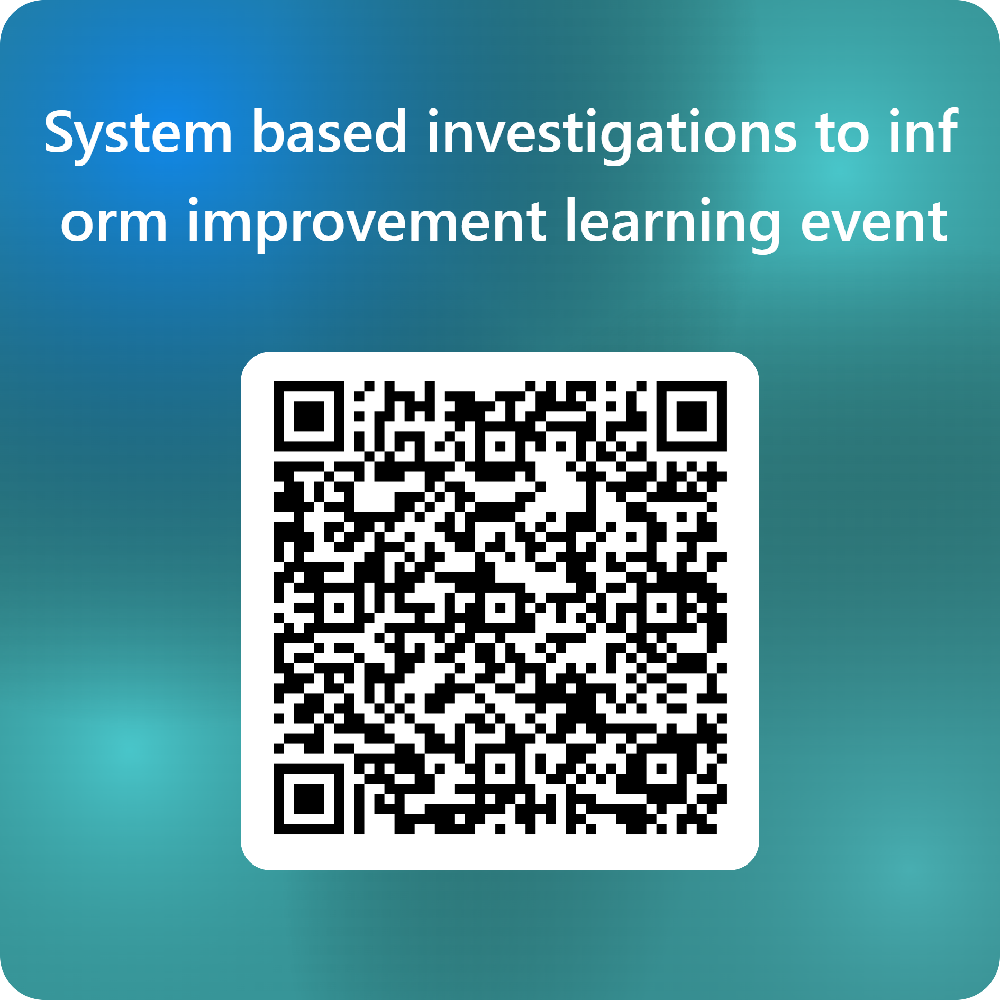 System based investigations to inf
orm improvement learning event